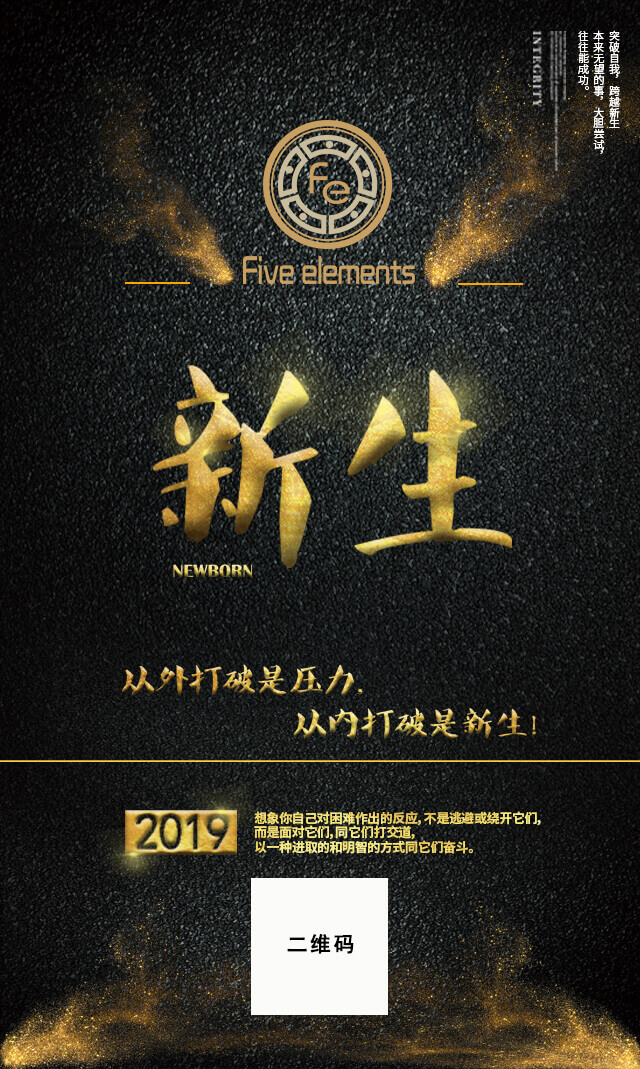 突破自我，跨越新生
本来无望的事，大胆尝试，
往往能成功。
INTEGRITY
Fe
Five elements
新生
NEWBORN
从外打破是压力，
从内打破是新生！
2019
想象你自己对困难作出的反应，不是逃避或绕开它们，
而是面对它们，同它们打交道，
以一种进取的和明智的方式同它们奋斗。
二维码